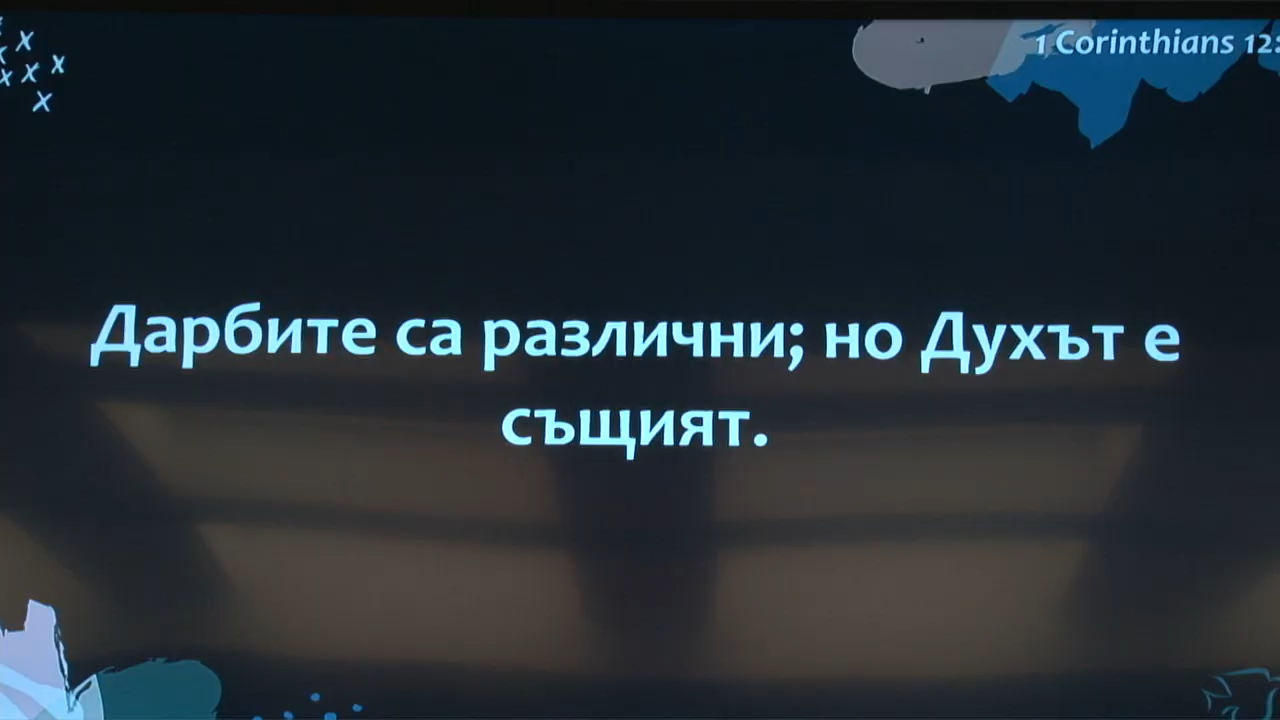 1 Corinthians 12:
Дарбите са различни; но Духът е
същият.